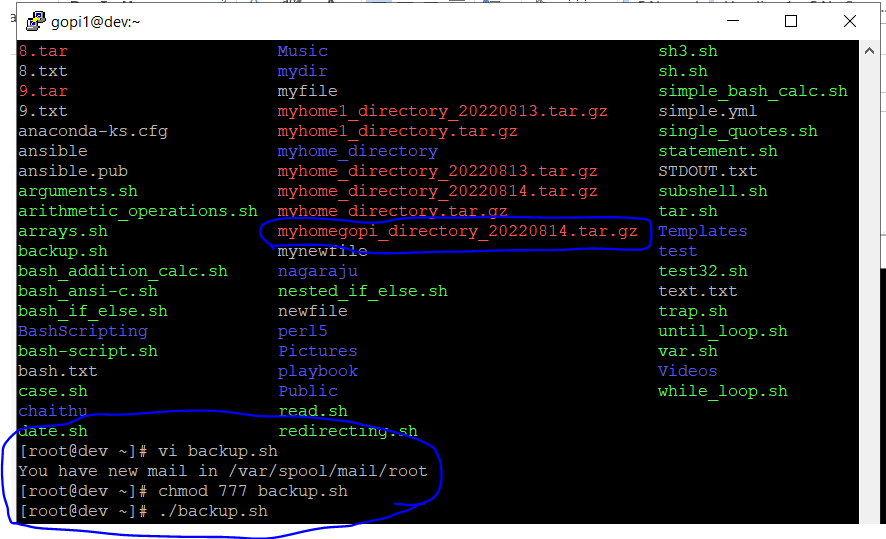 gopi1@dev:~
8.tar Music sh3.sh
8.txt mydir sh.sh
9.tar myfile simple_bash_calc.sh
9.txt myhome1_directory_20220813.tar.gz simple.yml
anaconda-ks.cfg myhome1_directory.tar.gz single_quotes.sh
ansible myhome_directory statement.sh
ansible.pub myhome_directory_20220813.tar.gz STDOUT.txt
arguments.sh myhome_directory_20220814.tar.gz subshell.sh
arithmetic_operations.sh myhome_directory.tar.gz tar.sh
arrays.sh myhomegopi_directory_20220814.tar.gz Templates
backup.sh mynewfile test
bash_addition_calc.sh nagaraju test32.sh
bash_ansi-c.sh nested_if_else.sh text.txt
bash_if_else.sh newfile trap.sh
BashScripting perl5 until_loop.sh
bash-script.sh Pictures var.sh
bash.txt playbook Videos
case.sh Public while_loop.sh
chaithu read.sh
date.sh redirecting.sh
[root@dev ~]# vi backup.sh
You have new mail in /var/spool/mail/root
[root@dev ~]# chmod 777 backup.sh
[root@dev ~]# ./backup.sh